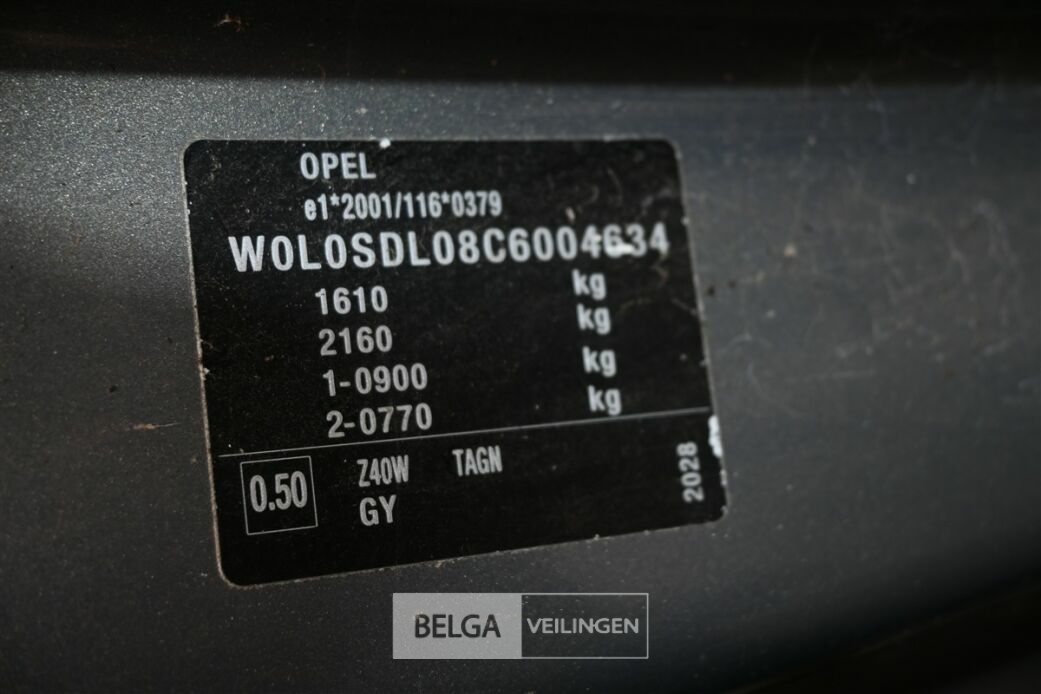 OPEL
e1*2001/116*0379
W0L0SDL08C6004634
1610 kg
2160 kg
1-0900 kg
2-0770 kg
0.50 Z40W TAGN
GY
2028
BELGA VEILINGEN